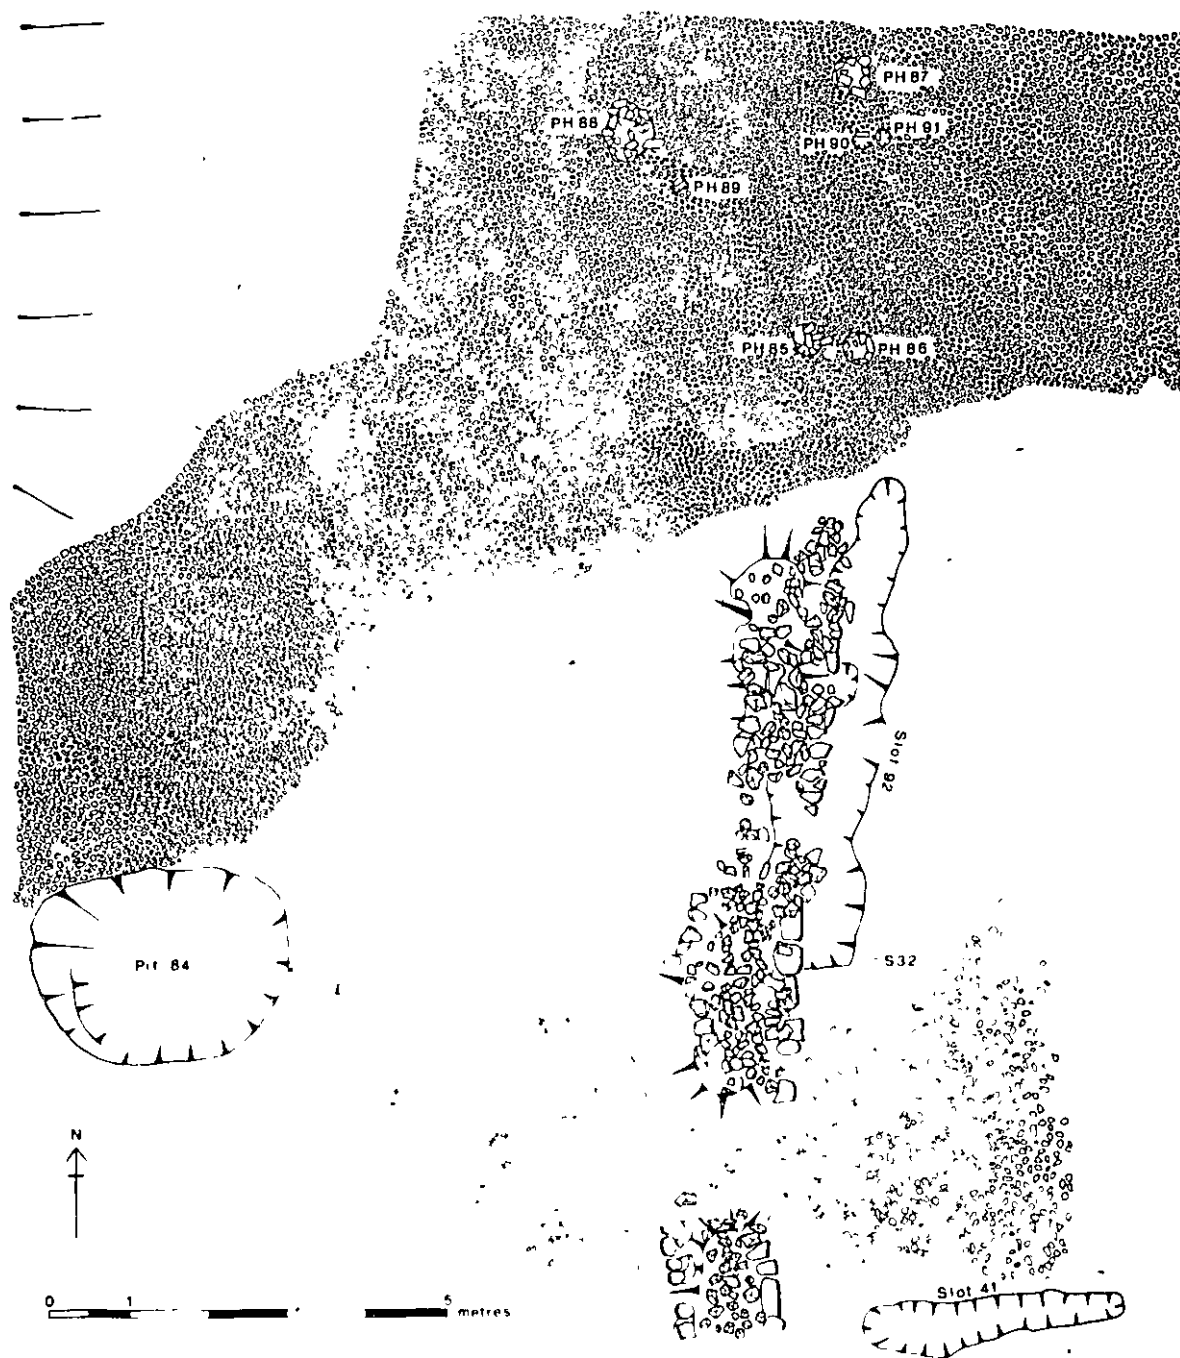 PH 87
PH 88
PH 91
PH 90
PH 89
PH 85
PH 86
Slot 92
S32
Pit 84
N
Slot 41
0 1 5 metres